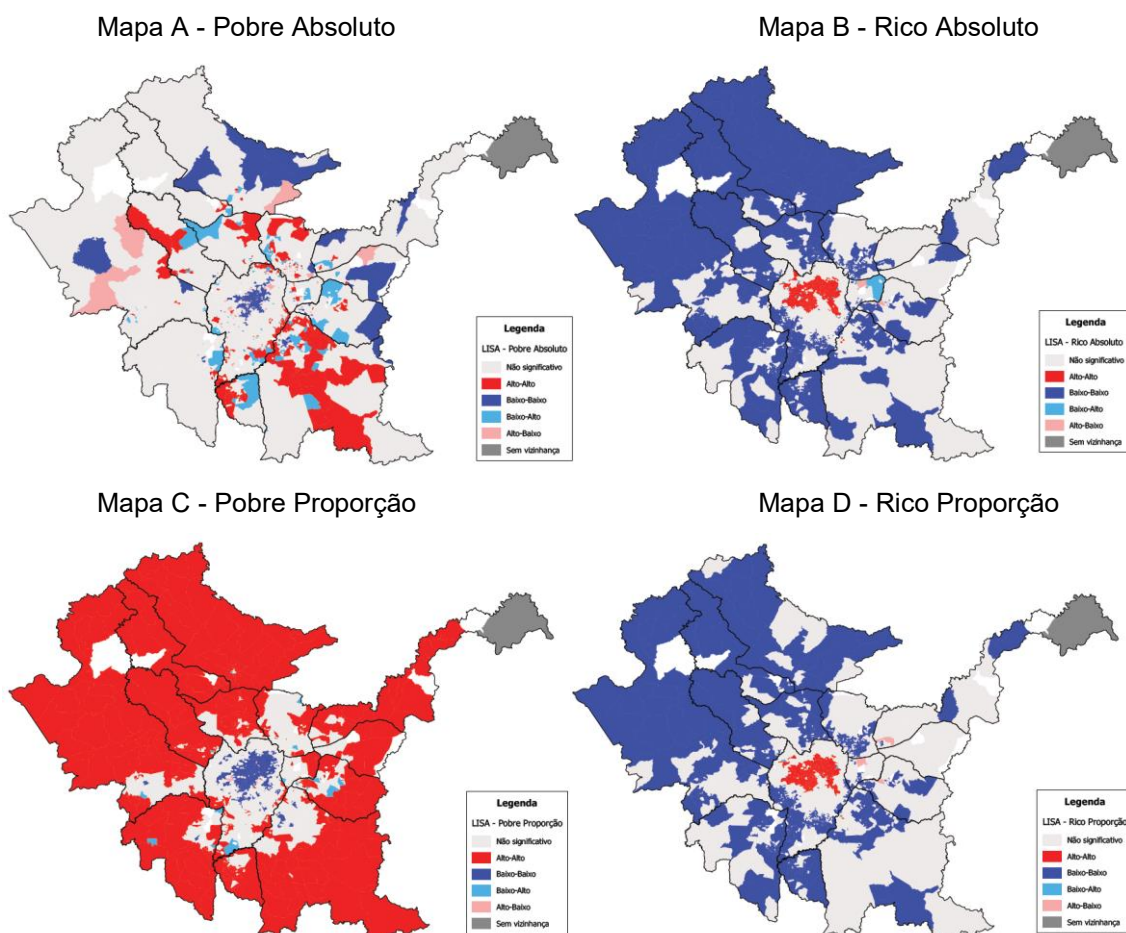 Mapa A - Pobre Absoluto
Mapa B - Rico Absoluto
Legenda
LISA - Pobre Absoluto
Não significativo
Alto-Alto
Baixo-Baixo
Baixo-Alto
Alto-Baixo
Sem vizinhança
Legenda
LISA - Rico Absoluto
Não significativo
Alto-Alto
Baixo-Baixo
Baixo-Alto
Alto-Baixo
Sem vizinhança
Mapa C - Pobre Proporção
Mapa D - Rico Proporção
Legenda
LISA - Pobre Proporção
Não significativo
Alto-Alto
Baixo-Baixo
Baixo-Alto
Alto-Baixo
Sem vizinhança
Legenda
LISA - Rico Proporção
Não significativo
Alto-Alto
Baixo-Baixo
Baixo-Alto
Alto-Baixo
Sem vizinhança